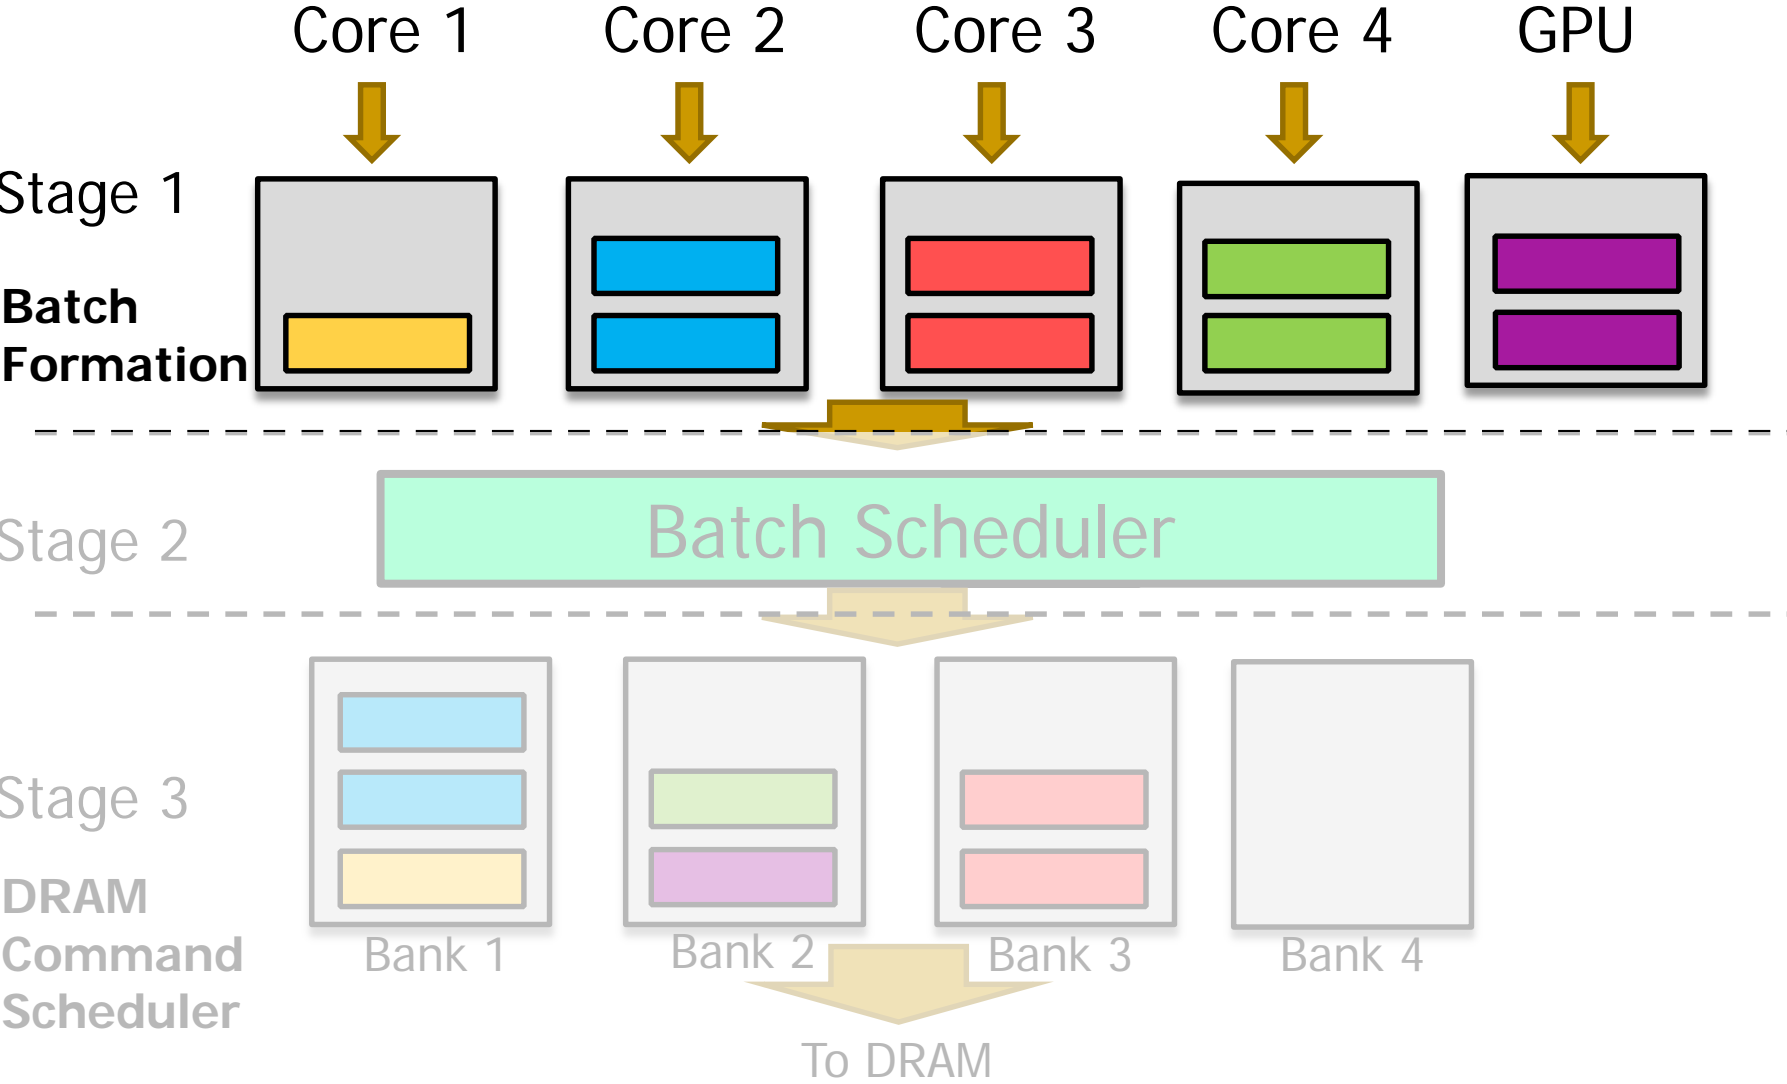 Core 1
Core 2
Core 3
Core 4
GPU
Stage 1
Batch
Formation
Batch Scheduler
Stage 2
Stage 3
DRAM
Command
Scheduler
Bank 1
Bank 2
Bank 3
Bank 4
To DRAM